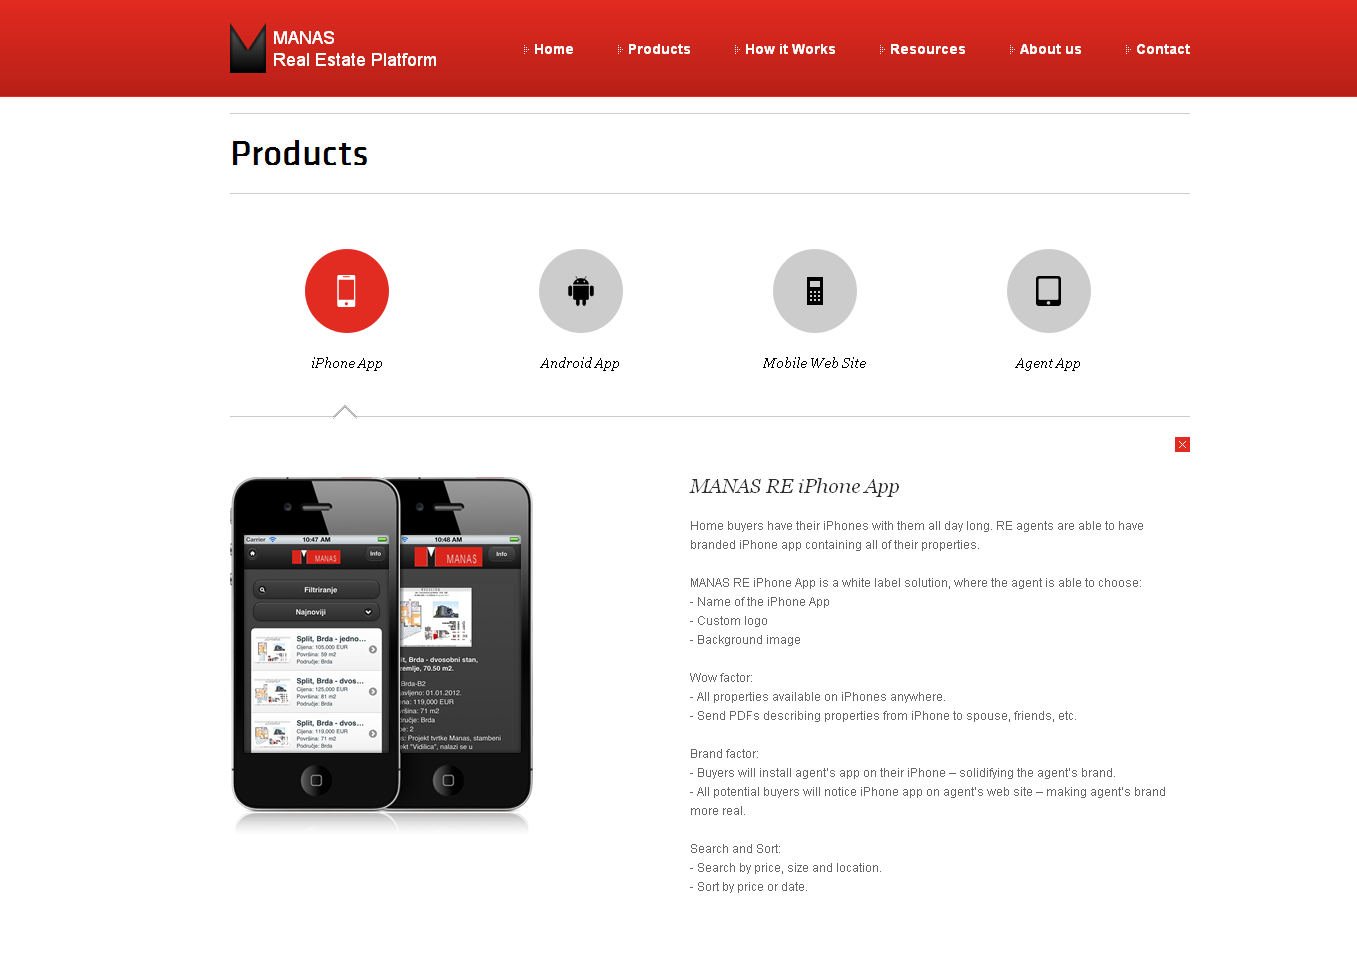 MANAS
Real Estate Platform
Home
Products
How it Works
Resources
About us
Contact
Products
iPhone App
Android App
Mobile Web Site
Agent App
MANAS RE iPhone App
Home buyers have their iPhones with them all day long. RE agents are able to have
branded iPhone app containing all of their properties.
MANAS RE iPhone App is a white label solution, where the agent is able to choose:
- Name of the iPhone App
- Custom logo
- Background image
Wow factor:
- All properties available on iPhones anywhere.
- Send PDFs describing properties from iPhone to spouse, friends, etc.
Brand factor:
- Buyers will install agent's app on their iPhone – solidifying the agent's brand.
- All potential buyers will notice iPhone app on agent's web site – making agent's brand
more real.
Search and Sort:
- Search by price, size and location.
- Sort by price or date.
Carrier
10:47 AM
MANAS
Info
Filtriranje
Najnoviji
Split, Brda - jedno...
Cijena: 105,000 EUR
Površina: 59 m2
Područje: Brda
Split, Brda - dvos...
Cijena: 125,000 EUR
Površina: 81 m2
Područje: Brda
Split, Brda - dvos...
Cijena: 119,000 EUR
Površina: 71 m2
Područje: Brda
10:48 AM
MANAS
Info
lit, Brda - dvosobni stan,
emlje, 70.50 m2.
Brda-B2
avljeno: 01.01.2012.
ena: 119,000 EUR
ršina: 71 m2
dručje: Brda
be: 2
s: Projekt tvrtke Manas, stambeni
jekt "Vidilica", nalazi se u